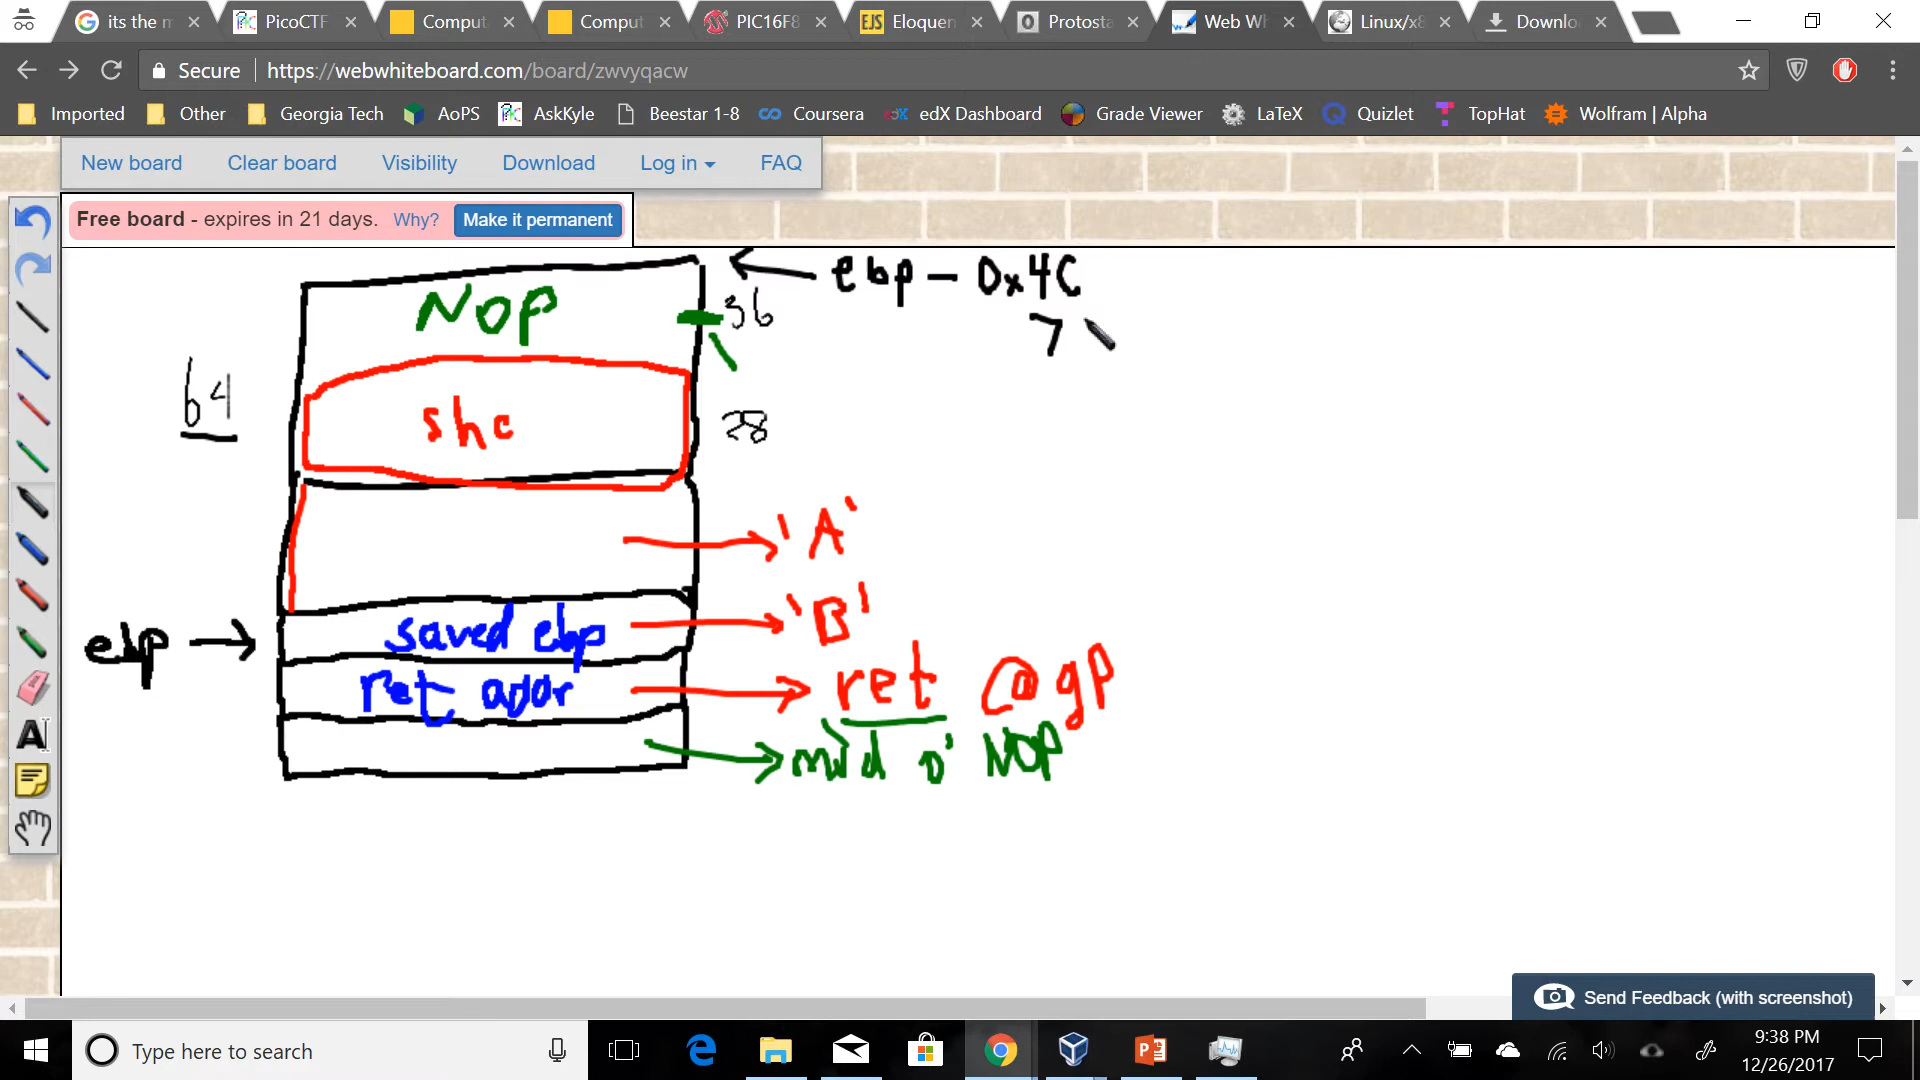 its the m
PicoCTF
Comput
Comput
PIC16F8
Eloquen
Protosta
Web Wh
Linux/x8
Downlo
Secure
https://webwhiteboard.com/board/zwvyqacw
Imported
Other
Georgia Tech
AoPS
AskKyle
Beestar 1-8
Coursera
edX Dashboard
Grade Viewer
LaTeX
Quizlet
TopHat
Wolfram | Alpha
New board
Clear board
Visibility
Download
Log in
FAQ
Free board - expires in 21 days. Why? Make it permanent
ebp - 0x4C
7
NOP
36
64
shc
28
'A'
'B'
ebp
saved ebp
ret addr
ret @ gp
mid o' NOP
A
Send Feedback (with screenshot)
Type here to search
9:38 PM
12/26/2017